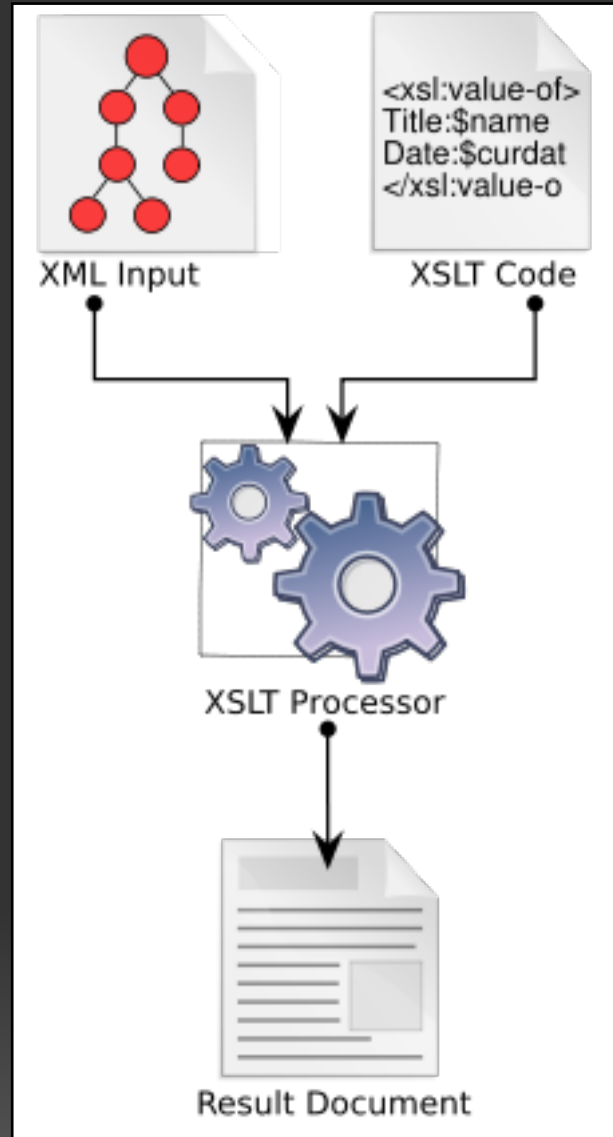 <xsl:value-of>
Title:$name
Date:$curdat
</xsl:value-o
XML Input
XSLT Code
XSLT Processor
Result Document